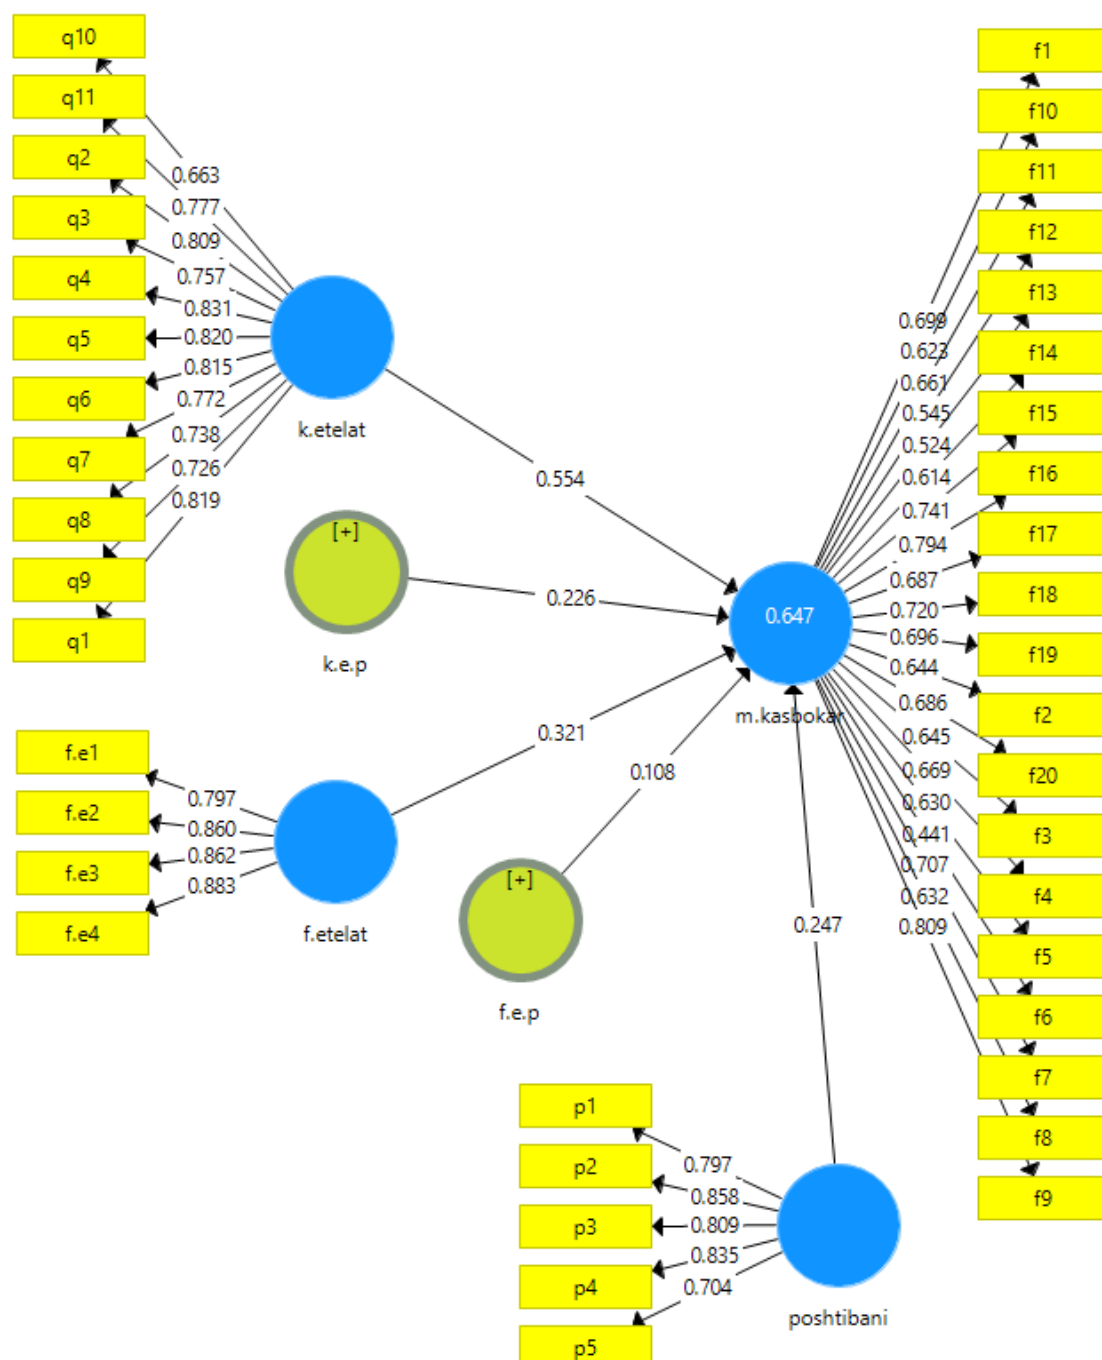 q10
q11
q2
q3
q4
q5
q6
q7
q8
q9
q1
0.663
0.777
0.809
0.757
0.831
0.820
0.815
0.772
0.738
0.726
0.819
k.etelat
0.554
[+]
k.e.p
0.226
f.e1
f.e2
f.e3
f.e4
0.797
0.860
0.862
0.883
f.etelat
0.321
[+]
f.e.p
0.108
p1
p2
p3
p4
p5
0.797
0.858
0.809
0.835
0.704
poshtibani
0.247
0.647
m.kasbokar
0.699
0.623
0.661
0.545
0.524
0.614
0.741
0.794
0.687
0.720
0.696
0.644
0.686
0.645
0.669
0.630
0.441
0.707
0.632
0.809
f1
f10
f11
f12
f13
f14
f15
f16
f17
f18
f19
f2
f20
f3
f4
f5
f6
f7
f8
f9